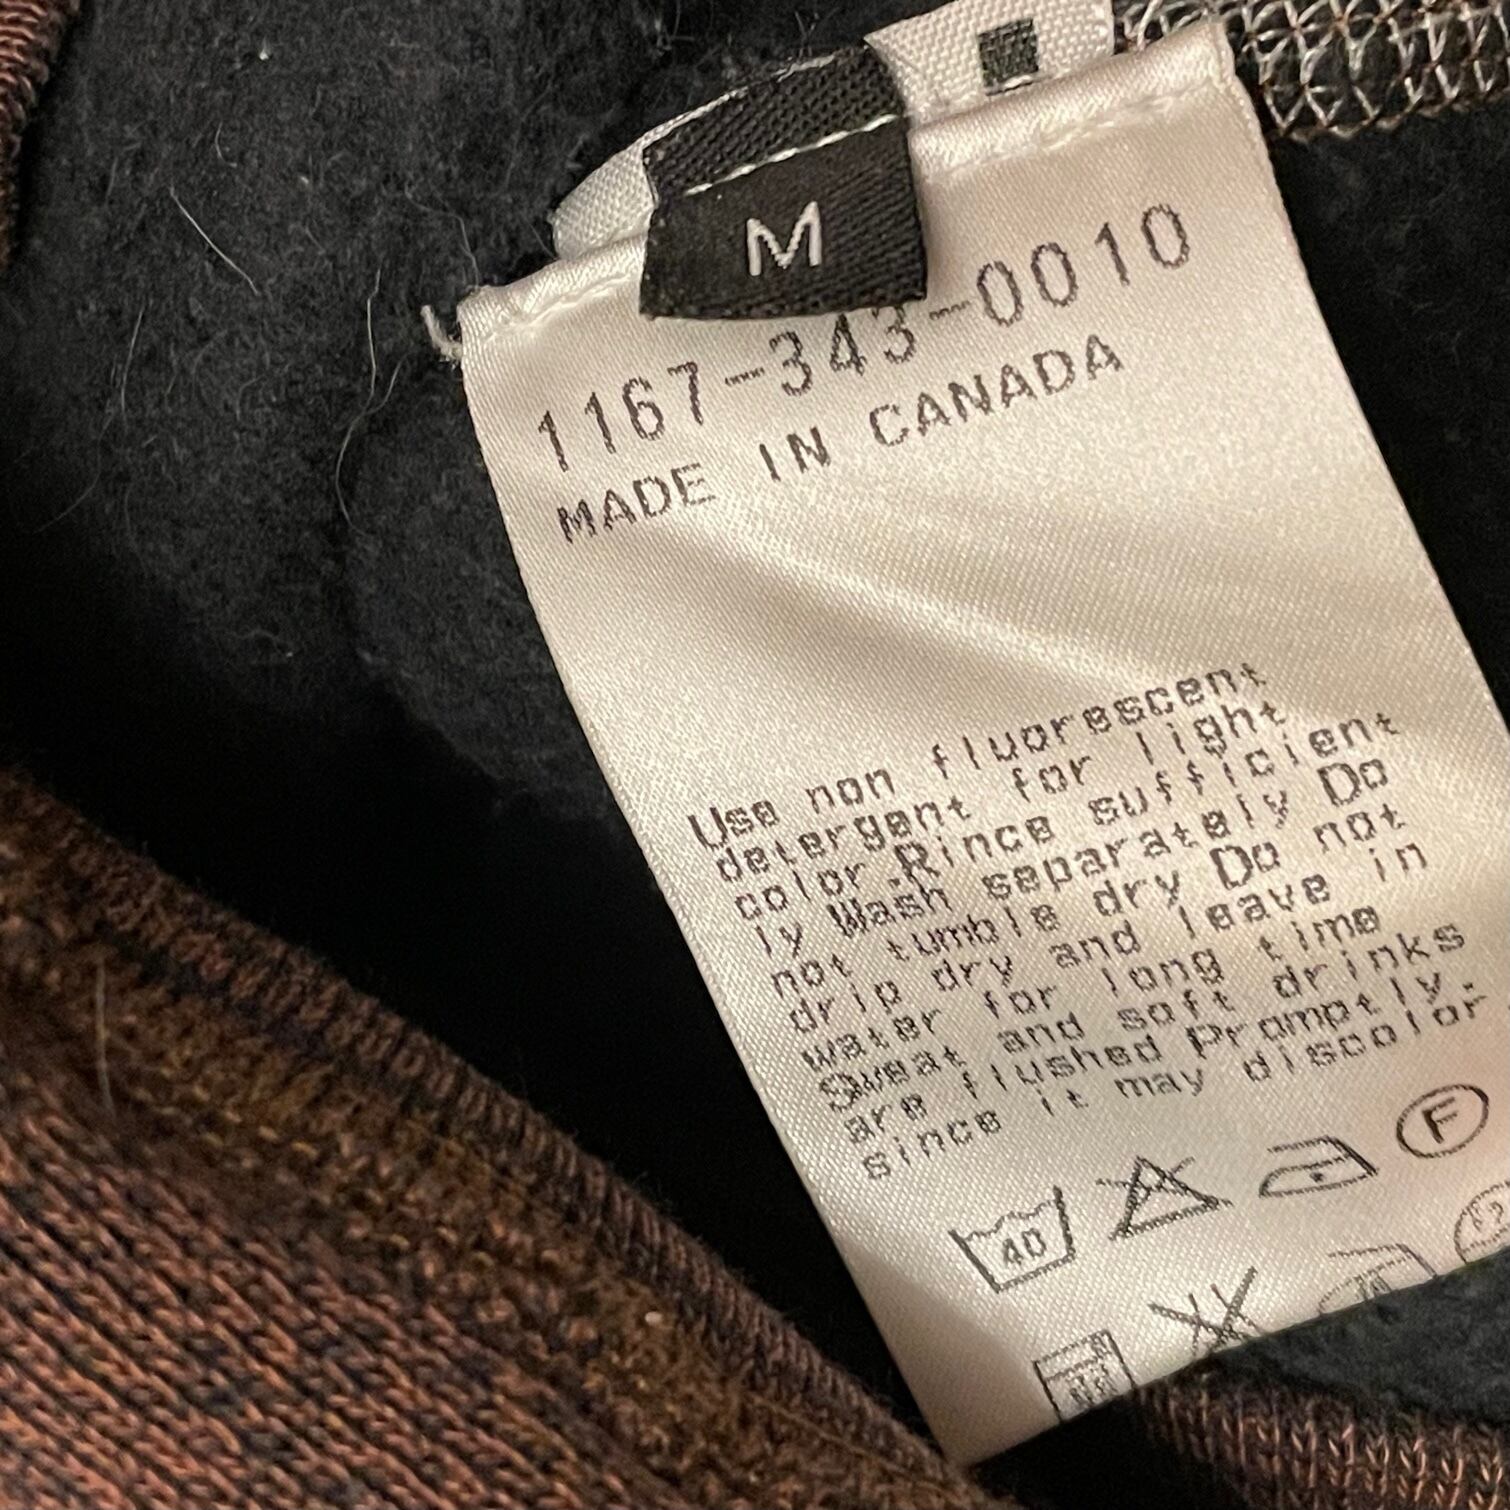 M
1167-343-0010
MADE IN CANADA
Use non fluorescent
detergent for light
color.Rince sufficient
ly Wash separately Do
not tumble dry Do not
drip dry and leave in
water for long time
Sweat and soft drinks
are flushed Promptly.
since it may discolor
40
F